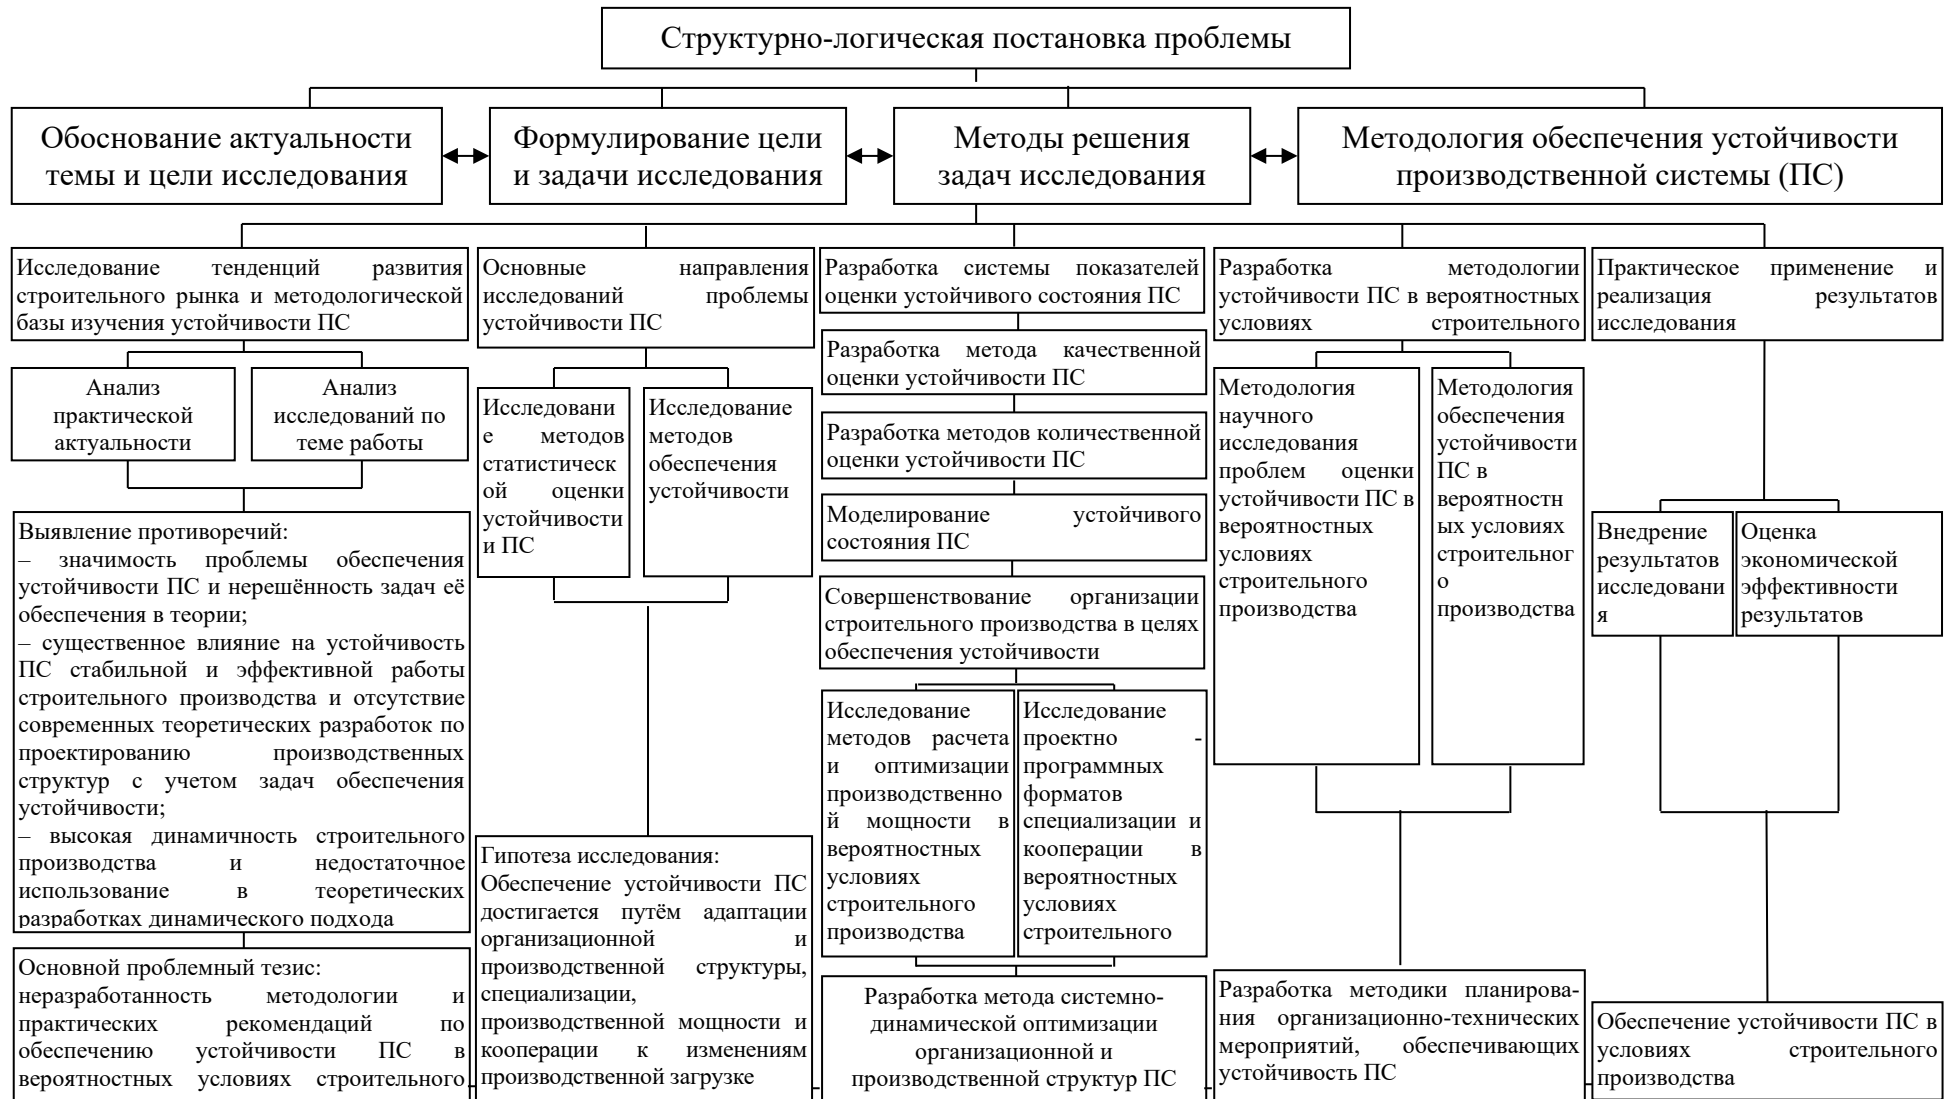 Структурно-логическая постановка проблемы
Обоснование актуальности
темы и цели исследования
Формулирование цели
и задачи исследования
Методы решения
задач исследования
Методология обеспечения устойчивости
производственной системы (ПС)
Исследование тенденций развития
строительного рынка и методологической
базы изучения устойчивости ПС
Основные направления
исследований проблемы
устойчивости ПС
Разработка системы показателей
оценки устойчивого состояния ПС
Разработка методологии
устойчивости ПС в вероятностных
условиях строительного
Практическое применение и
реализация результатов
исследования
Анализ
практической
актуальности
Анализ
исследований по
теме работы
Исследовани
е методов
статистическ
ой оценки
устойчивости
и ПС
Исследование
методов
обеспечения
устойчивости
Разработка метода качественной
оценки устойчивости ПС
Разработка методов количественной
оценки устойчивости ПС
Моделирование устойчивого
состояния ПС
Совершенствование организации
строительного производства в целях
обеспечения устойчивости
Методология
научного
исследования
проблем оценки
устойчивости ПС в
вероятностных
условиях
строительного
производства
Методология
обеспечения
устойчивости
ПС в
вероятностн
ых условиях
строительног
о
производства
Внедрение
результатов
исследовани
я
Оценка
экономической
эффективности
результатов
Выявление противоречий:
– значимость проблемы обеспечения
устойчивости ПС и нерешённость задач её
обеспечения в теории;
– существенное влияние на устойчивость
ПС стабильной и эффективной работы
строительного производства и отсутствие
современных теоретических разработок по
проектированию производственных
структур с учетом задач обеспечения
устойчивости;
– высокая динамичность строительного
производства и недостаточное
использование в теоретических
разработках динамического подхода
Исследование
методов расчета
и оптимизации
производственно
й мощности в
вероятностных
условиях
строительного
производства
Исследование
проектно -
программных
форматов
специализации и
кооперации в
вероятностных
условиях
строительного
Основной проблемный тезис:
неразработанность методологии и
практических рекомендаций по
обеспечению устойчивости ПС в
вероятностных условиях строительного
Гипотеза исследования:
Обеспечение устойчивости ПС
достигается путём адаптации
организационной и
производственной структуры,
специализации,
производственной мощности и
кооперации к изменениям
производственной загрузке
Разработка метода системно-
динамической оптимизации
организационной и
производственной структур ПС
Разработка методики планирова-
ния организационно-технических
мероприятий, обеспечивающих
устойчивость ПС
Обеспечение устойчивости ПС в
условиях строительного
производства